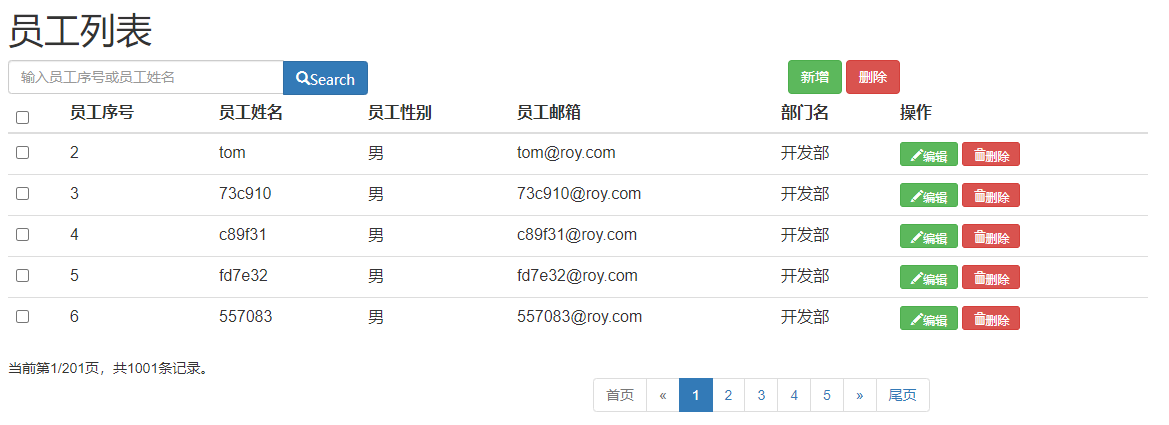 员工列表
输入员工序号或员工姓名 Search 新增 删除
员工序号 员工姓名 员工性别 员工邮箱 部门名 操作
2 tom 男 tom@roy.com 开发部 编辑 删除
3 73c910 男 73c910@roy.com 开发部 编辑 删除
4 c89f31 男 c89f31@roy.com 开发部 编辑 删除
5 fd7e32 男 fd7e32@roy.com 开发部 编辑 删除
6 557083 男 557083@roy.com 开发部 编辑 删除
当前第1/201页，共1001条记录。
首页 « 1 2 3 4 5 » 尾页